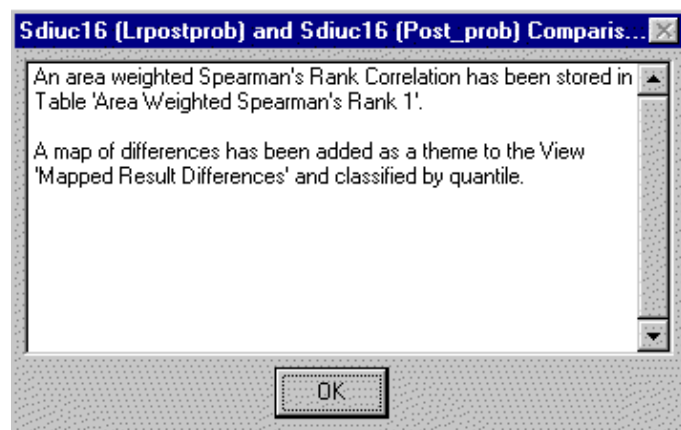 Sdiuc16 (Lrpostprob) and Sdiuc16 (Post_prob) Comparis...
An area weighted Spearman's Rank Correlation has been stored in
Table 'Area Weighted Spearman's Rank 1'.
A map of differences has been added as a theme to the View
'Mapped Result Differences' and classified by quantile.
OK